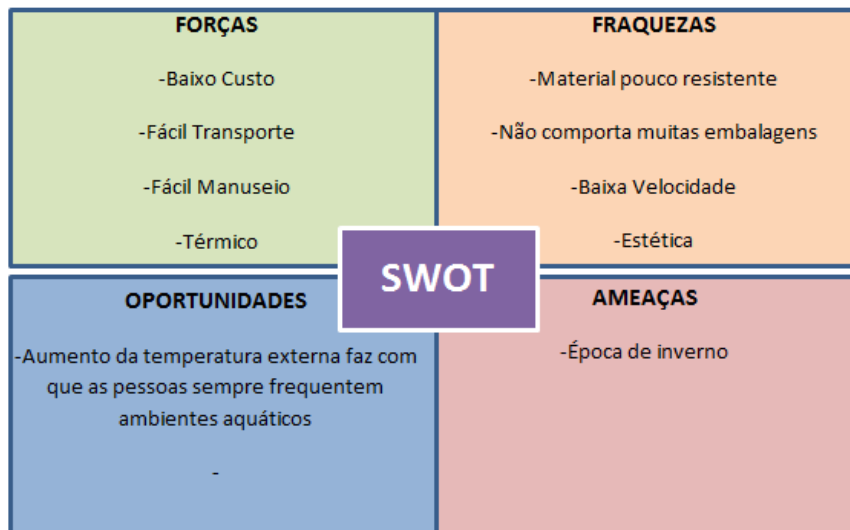 FORÇAS
-Baixo Custo
-Fácil Transporte
-Fácil Manuseio
-Térmico
FRAQUEZAS
-Material pouco resistente
-Não comporta muitas embalagens
-Baixa Velocidade
-Estética
SWOT
OPORTUNIDADES
-Aumento da temperatura externa faz com
que as pessoas sempre frequentem
ambientes aquáticos
-
AMEAÇAS
-Época de inverno